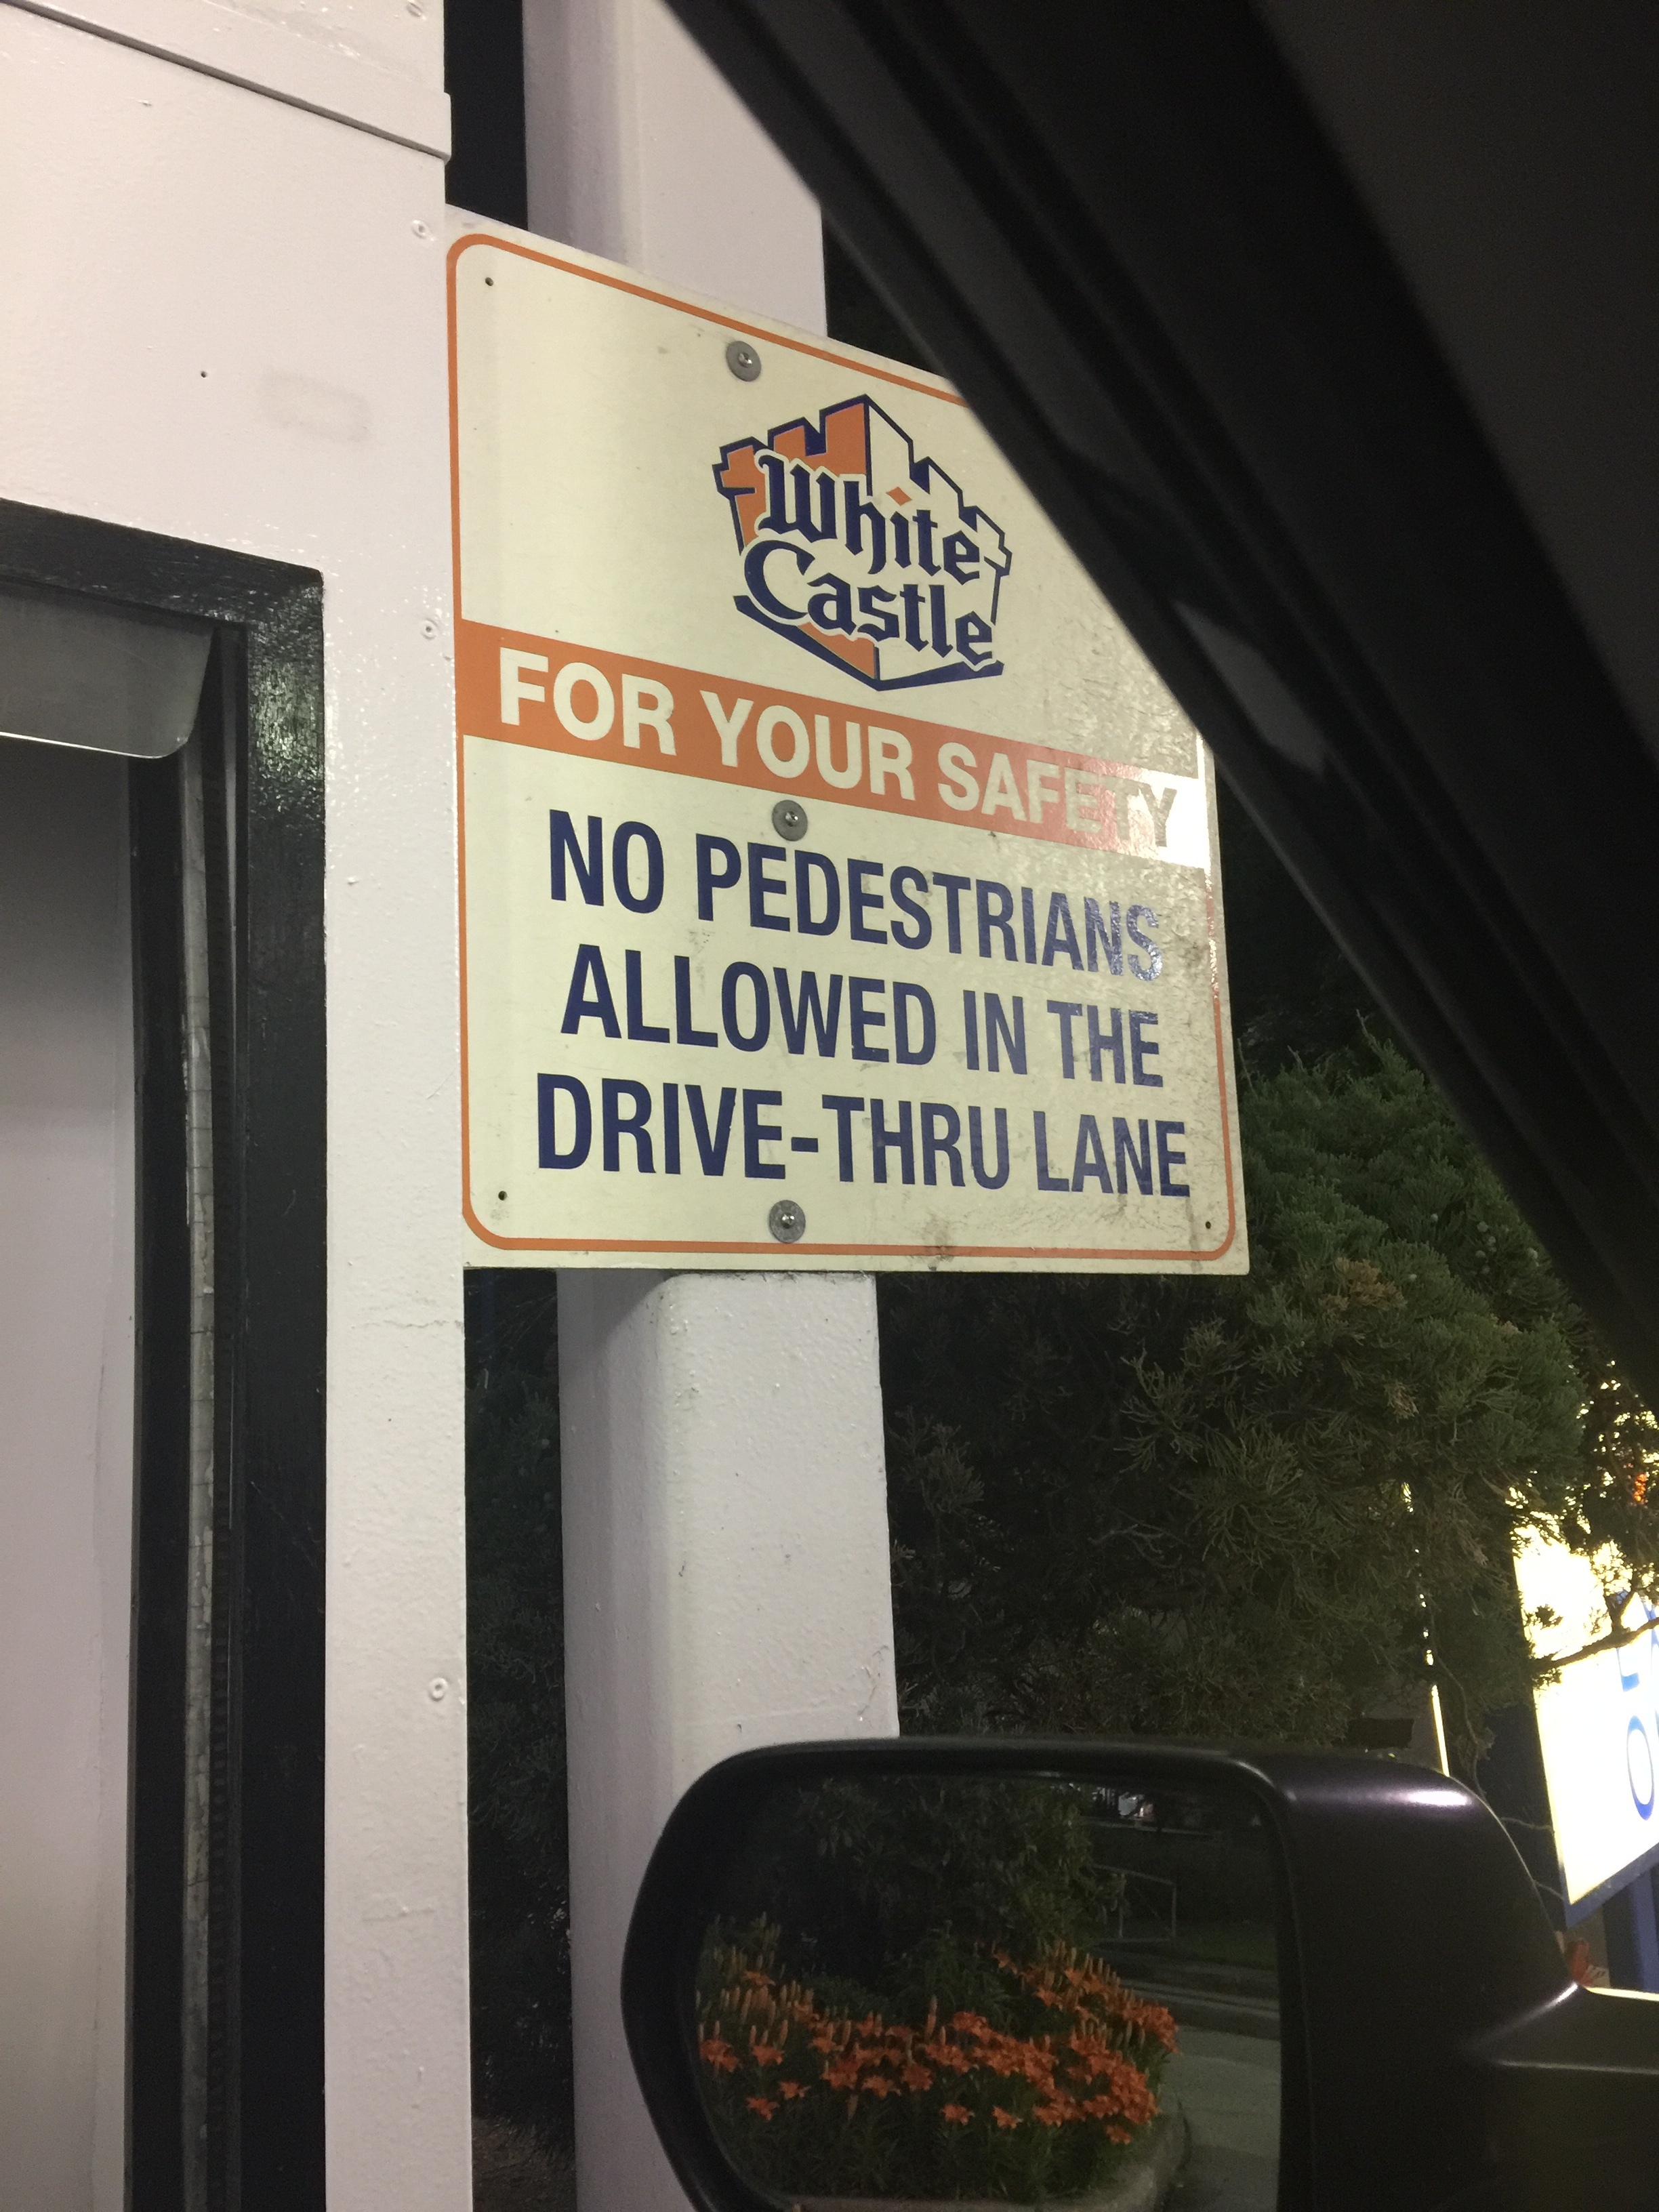 White
Castle
FOR YOUR SAFETY
NO PEDESTRIANS
ALLOWED IN THE
DRIVE-THRU LANE